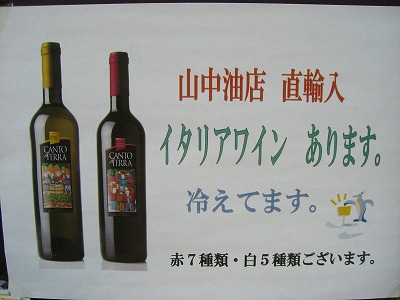 山中油店 直輸入
イタリアワイン あります。
冷えてます。
赤7種類・白5種類ございます。
CANTO
di TERRA
CANTO
di TERRA